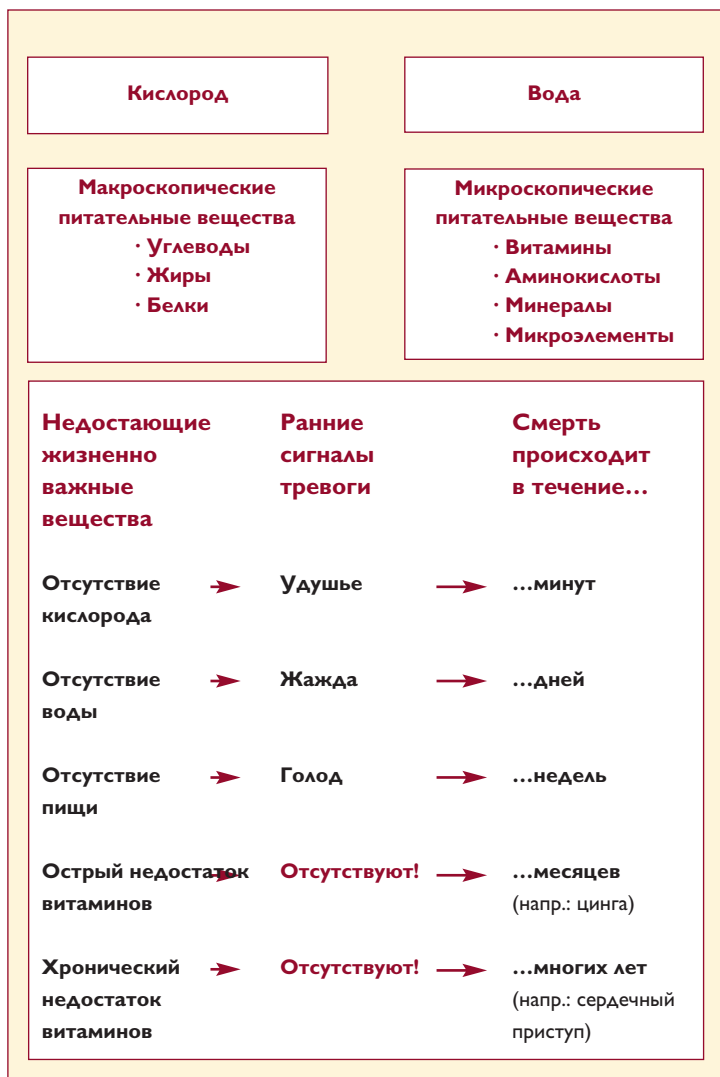 Кислород
Вода
Макроскопические
питательные вещества
· Углеводы
· Жиры
· Белки
Микроскопические
питательные вещества
· Витамины
· Аминокислоты
· Минералы
· Микроэлементы
Недостающие
жизненно
важные
вещества
Ранние
сигналы
тревоги
Смерть
происходит
в течение…
Отсутствие
кислорода
Удушье
…минут
Отсутствие
воды
Жажда
…дней
Отсутствие
пищи
Голод
…недель
Острый недостаток
витаминов
Отсутствуют!
…месяцев
(напр.: цинга)
Хронический
недостаток
витаминов
Отсутствуют!
…многих лет
(напр.: сердечный
приступ)